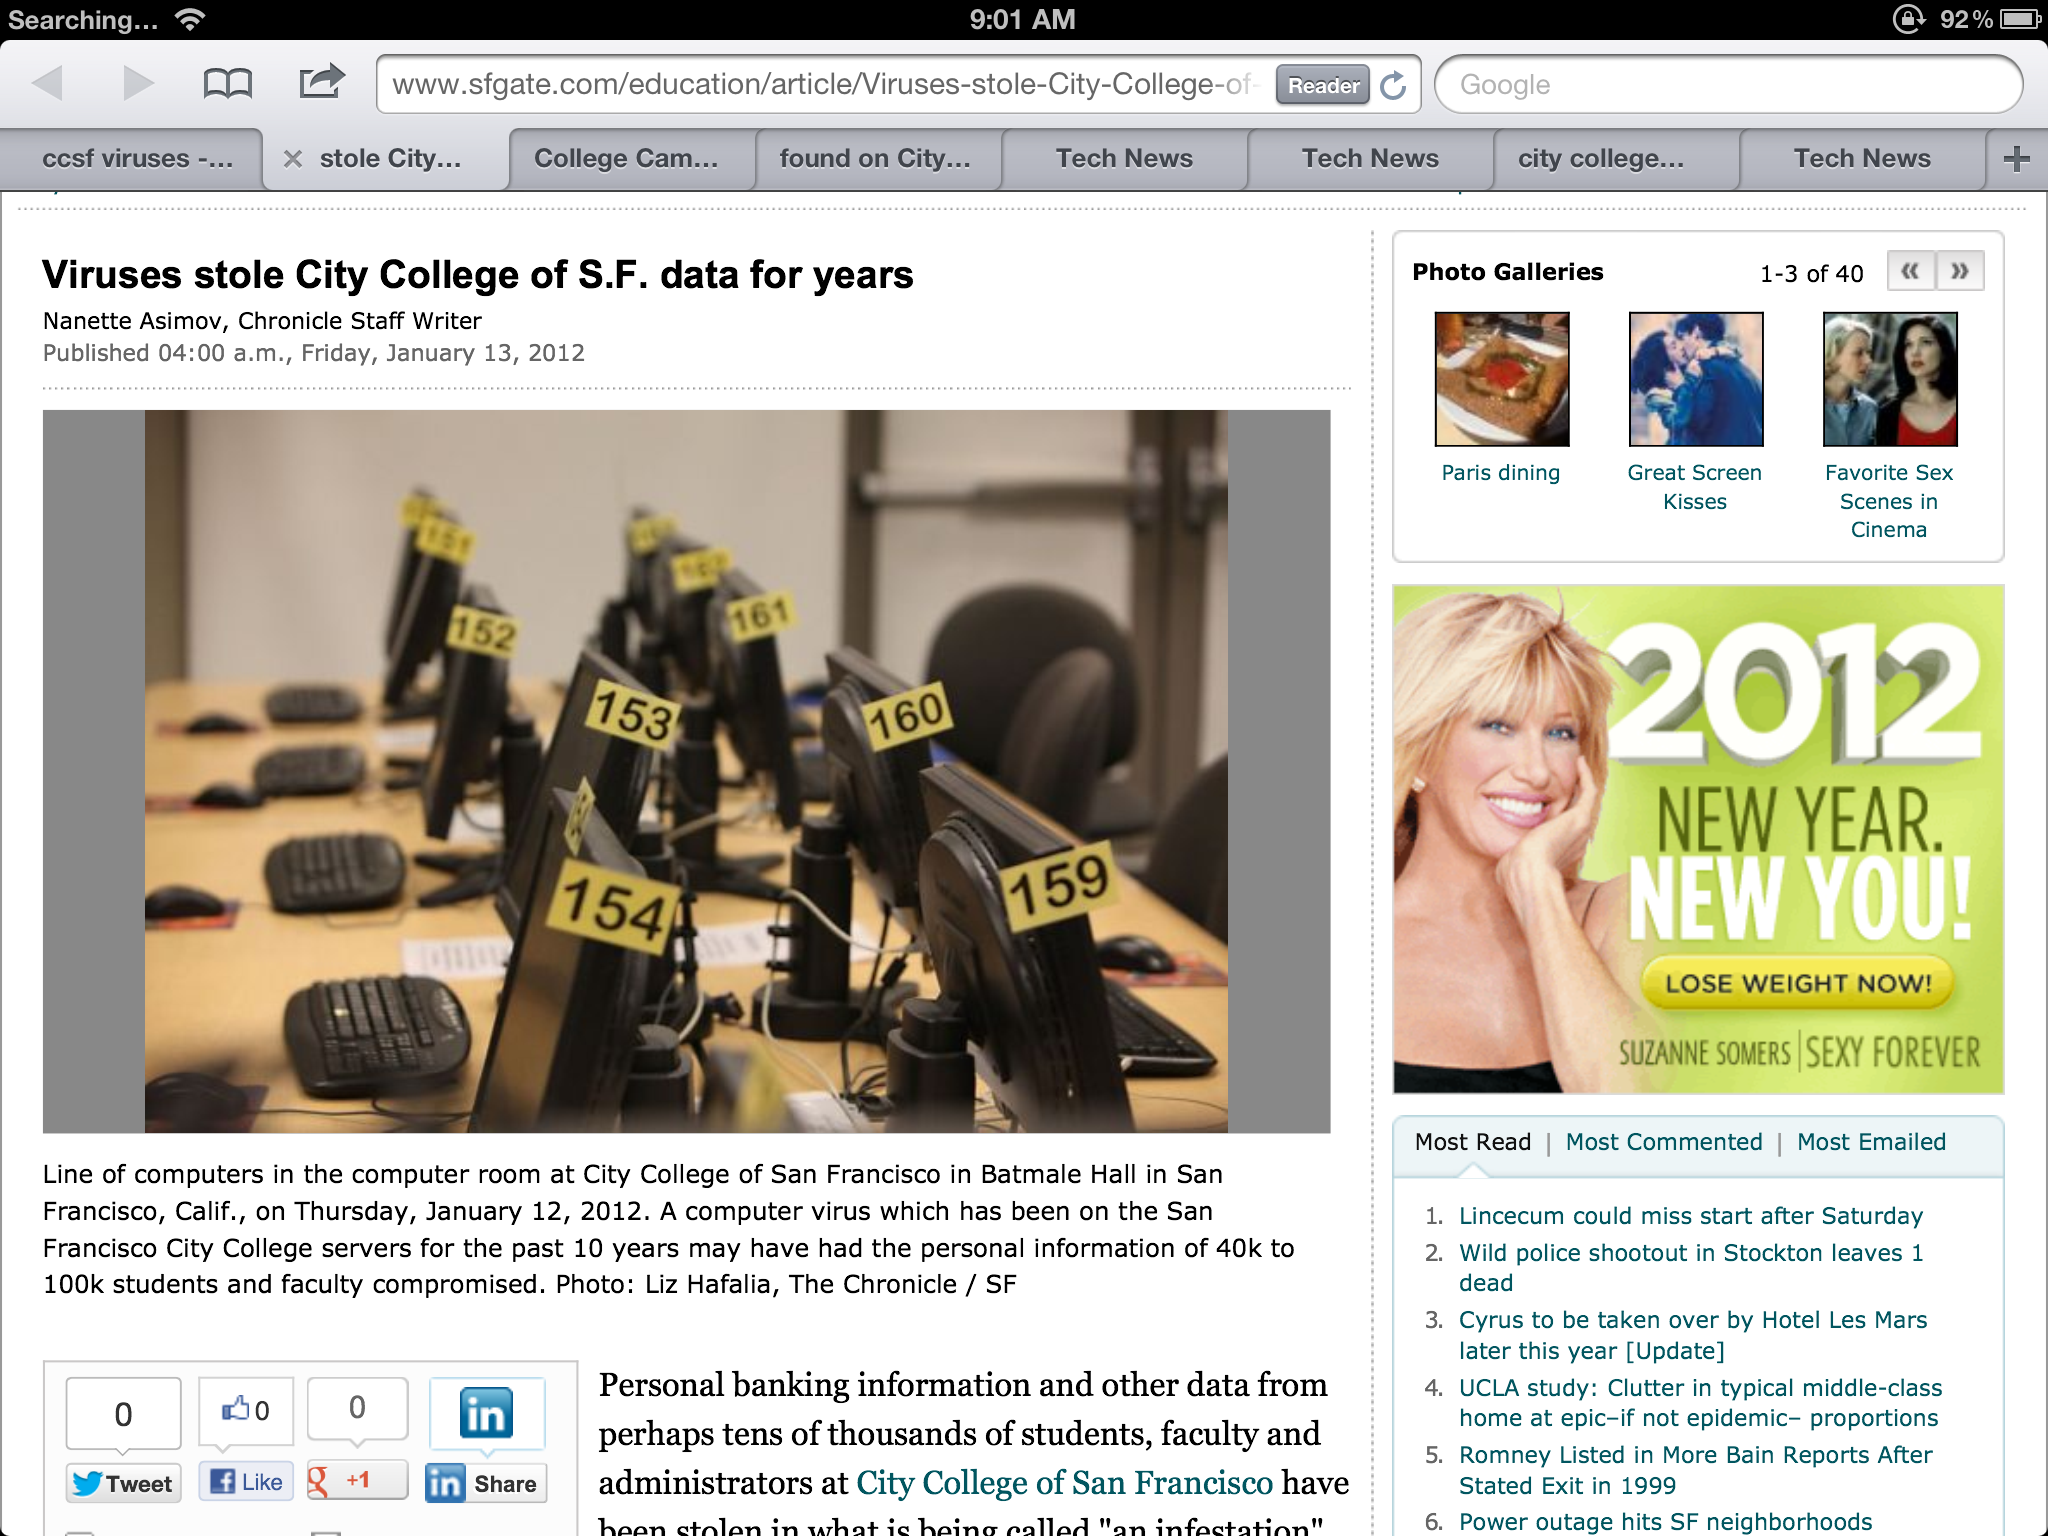 Searching...
9:01 AM
92%
www.sfgate.com/education/article/Viruses-stole-City-College-of-
Reader
Google
ccsf viruses -...
stole City...
College Cam...
found on City...
Tech News
Tech News
city college...
Tech News
Viruses stole City College of S.F. data for years
Nanette Asimov, Chronicle Staff Writer
Published 04:00 a.m., Friday, January 13, 2012
151
152
153
154
161
160
159
Line of computers in the computer room at City College of San Francisco in Batmale Hall in San
Francisco, Calif., on Thursday, January 12, 2012. A computer virus which has been on the San
Francisco City College servers for the past 10 years may have had the personal information of 40k to
100k students and faculty compromised. Photo: Liz Hafalia, The Chronicle / SF
0
0
0
in
Tweet
Like
+1
in Share
Personal banking information and other data from
perhaps tens of thousands of students, faculty and
administrators at City College of San Francisco have
been stolen in what is being called "an infestation"
Photo Galleries
1-3 of 40
Paris dining
Great Screen
Kisses
Favorite Sex
Scenes in
Cinema
2012
NEW YEAR.
NEW YOU!
LOSE WEIGHT NOW!
SUZANNE SOMERS | SEXY FOREVER
Most Read | Most Commented | Most Emailed
1. Lincecum could miss start after Saturday
2. Wild police shootout in Stockton leaves 1
dead
3. Cyrus to be taken over by Hotel Les Mars
later this year [Update]
4. UCLA study: Clutter in typical middle-class
home at epic–if not epidemic– proportions
5. Romney Listed in More Bain Reports After
Stated Exit in 1999
6. Power outage hits SF neighborhoods